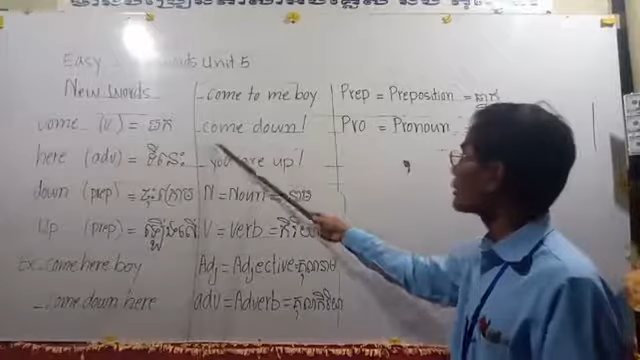 Easy words Unit 5
New Words
come (v) = មក
here (adv) = ទីនេះ
down (prep) = ចុះក្រោម
Up (prep) = ឡើងលើ
Ex. come here boy
_ come down here
_ come to me boy
_ come down!
_ you are up!
N = Noun = នាម
V = verb = កិរិយា
Adj = Adjective = គុណនាម
adv = Adverb = គុណកិរិយា
Prep = Preposition = ធ្នាក់
Pro = Pronoun